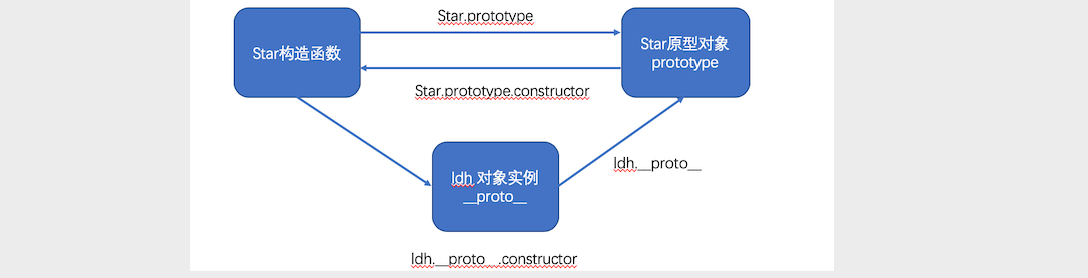 Star.prototype
Star构造函数
Star原型对象
prototype
Star.prototype.constructor
ldh 对象实例
__proto__
ldh.__proto__
ldh.__proto__.constructor